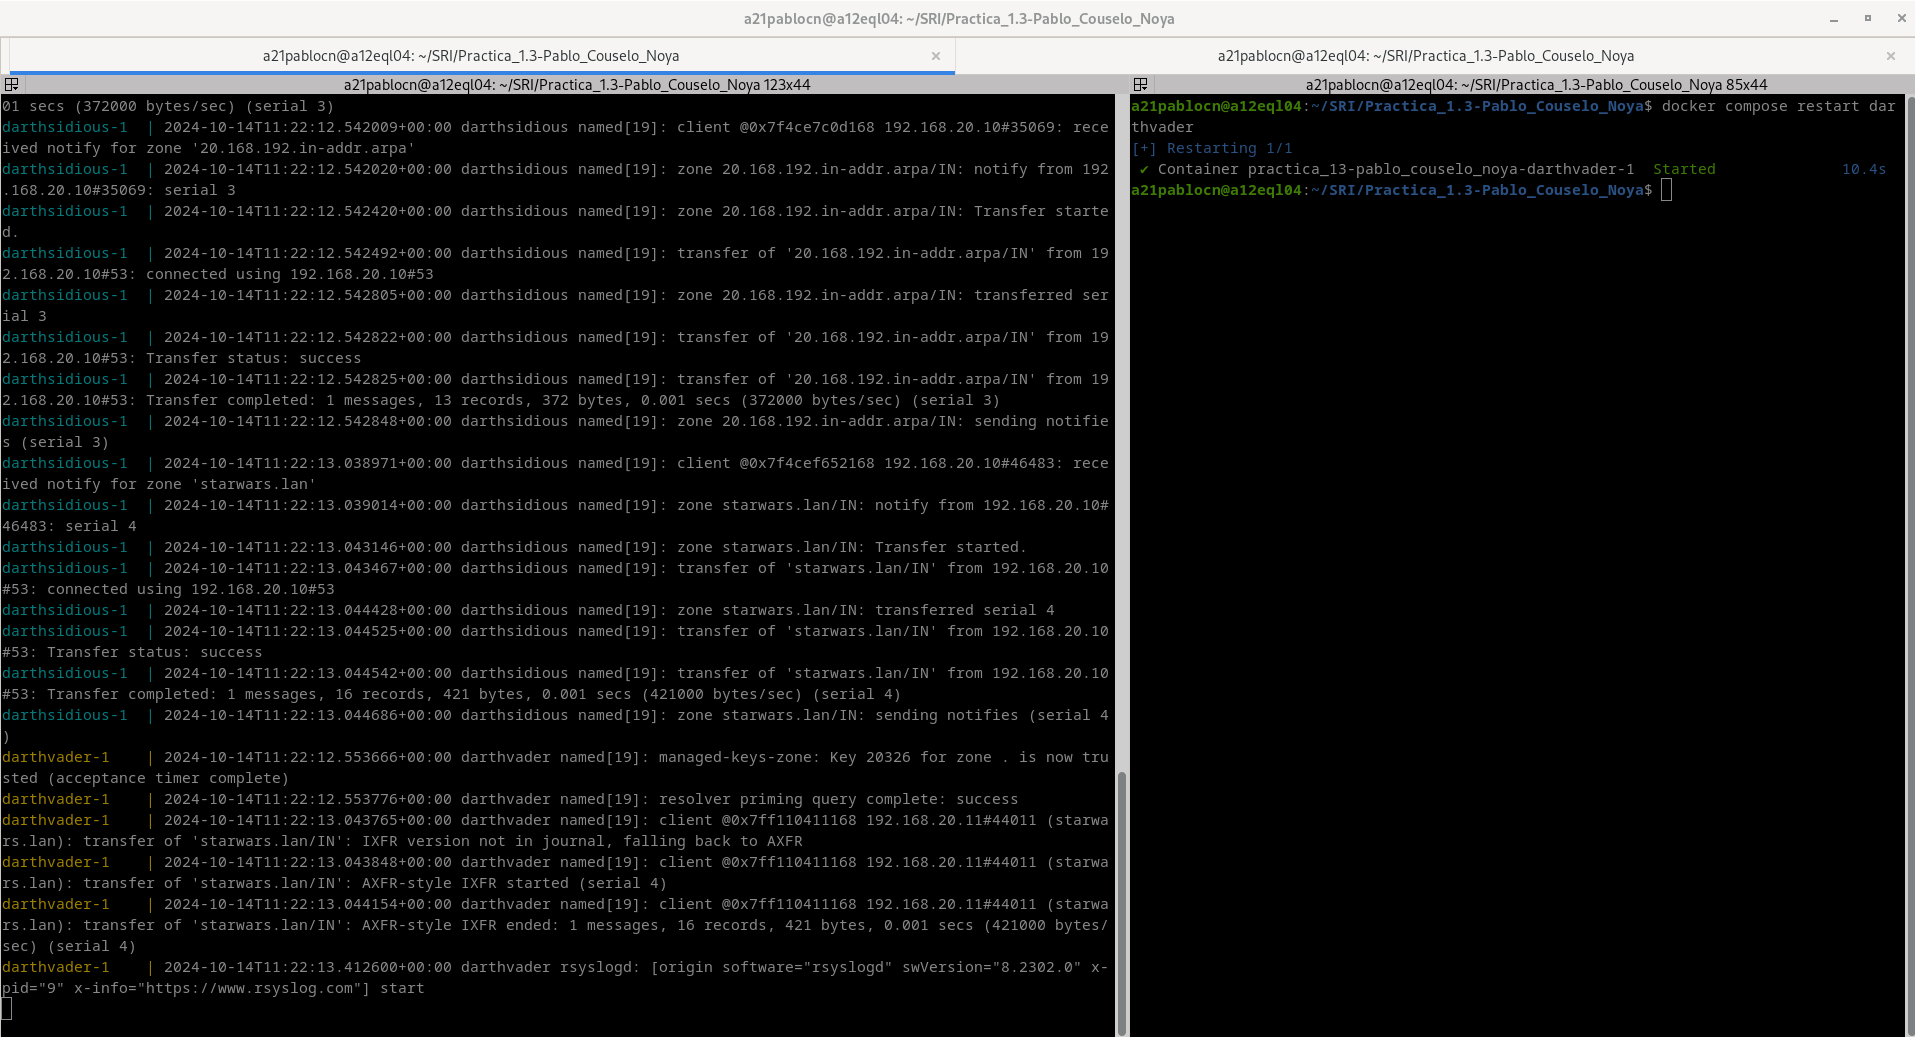 a21pablocn@a12eql04: ~/SRI/Practica_1.3-Pablo_Couselo_Noya
a21pablocn@a12eql04: ~/SRI/Practica_1.3-Pablo_Couselo_Noya
a21pablocn@a12eql04: ~/SRI/Practica_1.3-Pablo_Couselo_Noya
a21pablocn@a12eql04: ~/SRI/Practica_1.3-Pablo_Couselo_Noya 123x44
01 secs (372000 bytes/sec) (serial 3)
darthsidious-1  | 2024-10-14T11:22:12.542009+00:00 darthsidious named[19]: client @0x7f4ce7c0d168 192.168.20.10#35069: rece
ived notify for zone '20.168.192.in-addr.arpa'
darthsidious-1  | 2024-10-14T11:22:12.542020+00:00 darthsidious named[19]: zone 20.168.192.in-addr.arpa/IN: notify from 192
.168.20.10#35069: serial 3
darthsidious-1  | 2024-10-14T11:22:12.542420+00:00 darthsidious named[19]: zone 20.168.192.in-addr.arpa/IN: Transfer starte
d.
darthsidious-1  | 2024-10-14T11:22:12.542492+00:00 darthsidious named[19]: transfer of '20.168.192.in-addr.arpa/IN' from 19
2.168.20.10#53: connected using 192.168.20.10#53
darthsidious-1  | 2024-10-14T11:22:12.542805+00:00 darthsidious named[19]: zone 20.168.192.in-addr.arpa/IN: transferred ser
ial 3
darthsidious-1  | 2024-10-14T11:22:12.542822+00:00 darthsidious named[19]: transfer of '20.168.192.in-addr.arpa/IN' from 19
2.168.20.10#53: Transfer status: success
darthsidious-1  | 2024-10-14T11:22:12.542825+00:00 darthsidious named[19]: transfer of '20.168.192.in-addr.arpa/IN' from 19
2.168.20.10#53: Transfer completed: 1 messages, 13 records, 372 bytes, 0.001 secs (372000 bytes/sec) (serial 3)
darthsidious-1  | 2024-10-14T11:22:12.542848+00:00 darthsidious named[19]: zone 20.168.192.in-addr.arpa/IN: sending notifie
s (serial 3)
darthsidious-1  | 2024-10-14T11:22:13.038971+00:00 darthsidious named[19]: client @0x7f4cef652168 192.168.20.10#46483: rece
ived notify for zone 'starwars.lan'
darthsidious-1  | 2024-10-14T11:22:13.039014+00:00 darthsidious named[19]: zone starwars.lan/IN: notify from 192.168.20.10#
46483: serial 4
darthsidious-1  | 2024-10-14T11:22:13.043146+00:00 darthsidious named[19]: zone starwars.lan/IN: Transfer started.
darthsidious-1  | 2024-10-14T11:22:13.043467+00:00 darthsidious named[19]: transfer of 'starwars.lan/IN' from 192.168.20.10
#53: connected using 192.168.20.10#53
darthsidious-1  | 2024-10-14T11:22:13.044428+00:00 darthsidious named[19]: zone starwars.lan/IN: transferred serial 4
darthsidious-1  | 2024-10-14T11:22:13.044525+00:00 darthsidious named[19]: transfer of 'starwars.lan/IN' from 192.168.20.10
#53: Transfer status: success
darthsidious-1  | 2024-10-14T11:22:13.044542+00:00 darthsidious named[19]: transfer of 'starwars.lan/IN' from 192.168.20.10
#53: Transfer completed: 1 messages, 16 records, 421 bytes, 0.001 secs (421000 bytes/sec) (serial 4)
darthsidious-1  | 2024-10-14T11:22:13.044686+00:00 darthsidious named[19]: zone starwars.lan/IN: sending notifies (serial 4
)
darthvader-1    | 2024-10-14T11:22:12.553666+00:00 darthvader named[19]: managed-keys-zone: Key 20326 for zone . is now tru
sted (acceptance timer complete)
darthvader-1    | 2024-10-14T11:22:12.553776+00:00 darthvader named[19]: resolver priming query complete: success
darthvader-1    | 2024-10-14T11:22:13.043765+00:00 darthvader named[19]: client @0x7ff110411168 192.168.20.11#44011 (starwa
rs.lan): transfer of 'starwars.lan/IN': IXFR version not in journal, falling back to AXFR
darthvader-1    | 2024-10-14T11:22:13.043848+00:00 darthvader named[19]: client @0x7ff110411168 192.168.20.11#44011 (starwa
rs.lan): transfer of 'starwars.lan/IN': AXFR-style IXFR started (serial 4)
darthvader-1    | 2024-10-14T11:22:13.044154+00:00 darthvader named[19]: client @0x7ff110411168 192.168.20.11#44011 (starwa
rs.lan): transfer of 'starwars.lan/IN': AXFR-style IXFR ended: 1 messages, 16 records, 421 bytes, 0.001 secs (421000 bytes/
sec) (serial 4)
darthvader-1    | 2024-10-14T11:22:13.412600+00:00 darthvader rsyslogd: [origin software="rsyslogd" swVersion="8.2302.0" x-
pid="9" x-info="https://www.rsyslog.com"] start
a21pablocn@a12eql04: ~/SRI/Practica_1.3-Pablo_Couselo_Noya 85x44
a21pablocn@a12eql04:~/SRI/Practica_1.3-Pablo_Couselo_Noya$ docker compose restart dar
thvader
[+] Restarting 1/1
✔ Container practica_13-pablo_couselo_noya-darthvader-1  Started 10.4s
a21pablocn@a12eql04:~/SRI/Practica_1.3-Pablo_Couselo_Noya$